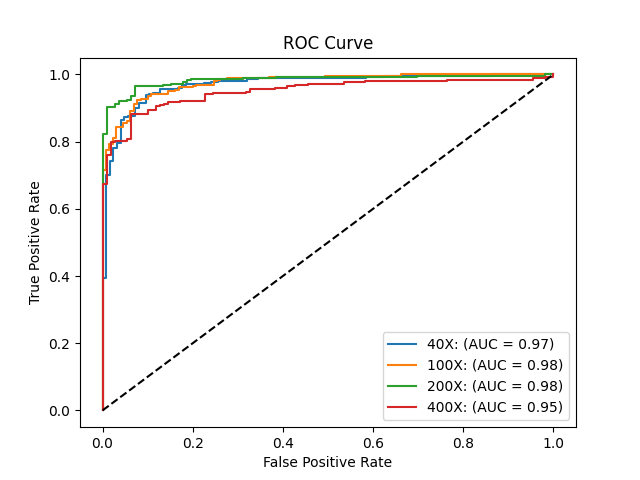 ROC Curve
True Positive Rate
1.0
0.8
0.6
0.4
0.2
0.0
40X: (AUC = 0.97)
100X: (AUC = 0.98)
200X: (AUC = 0.98)
400X: (AUC = 0.95)
0.0 0.2 0.4 0.6 0.8 1.0
False Positive Rate